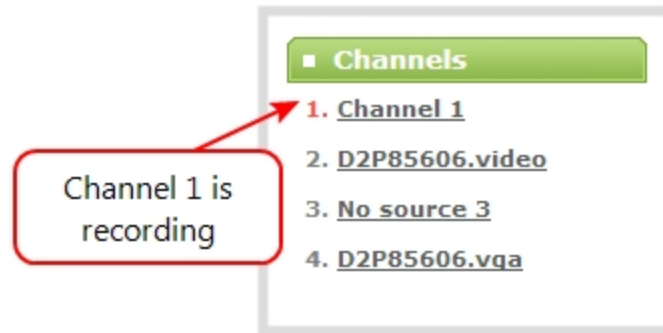 Channels
1. Channel 1
2. D2P85606.video
3. No source 3
4. D2P85606.vga
Channel 1 is
recording